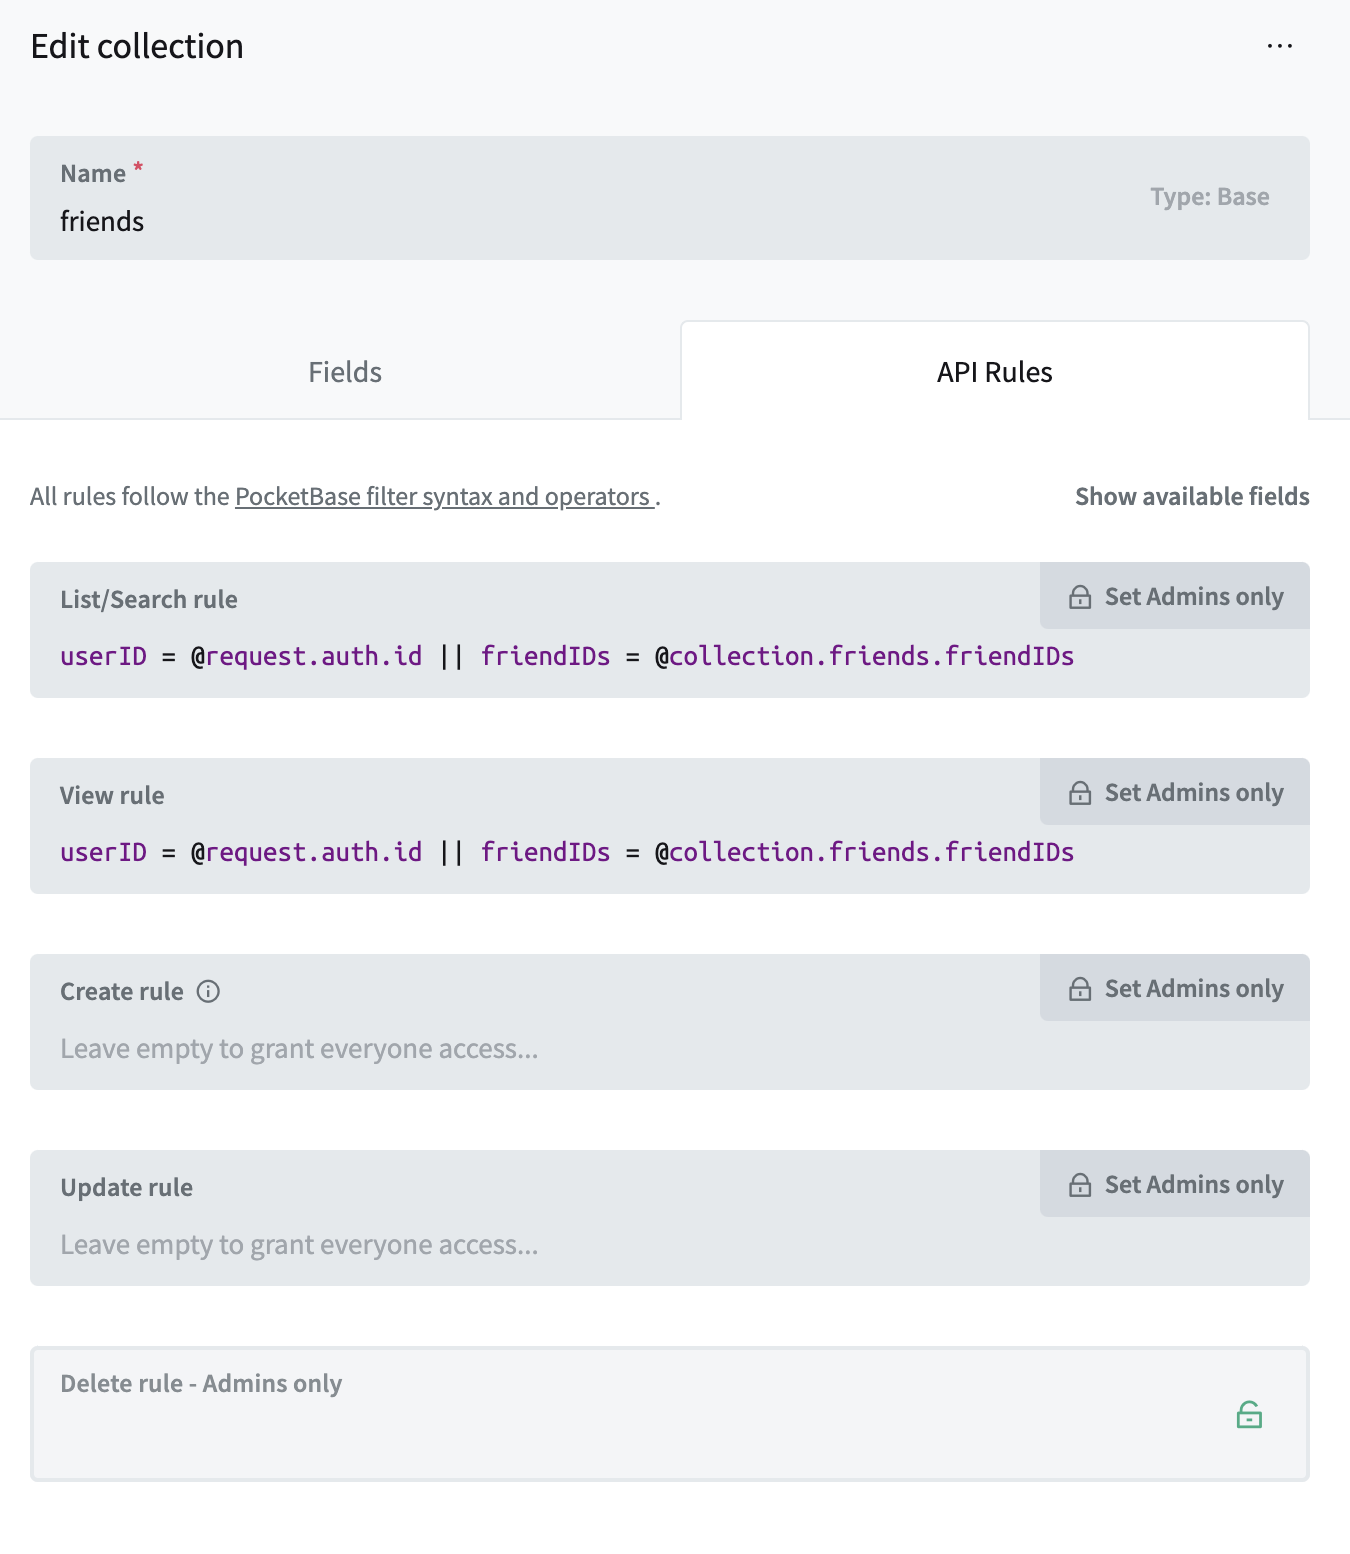 Edit collection
Name *
friends
Type: Base
Fields
API Rules
All rules follow the PocketBase filter syntax and operators .
Show available fields
List/Search rule
Set Admins only
userID = @request.auth.id || friendIDs = @collection.friends.friendIDs
View rule
Set Admins only
userID = @request.auth.id || friendIDs = @collection.friends.friendIDs
Create rule
Set Admins only
Leave empty to grant everyone access...
Update rule
Set Admins only
Leave empty to grant everyone access...
Delete rule - Admins only